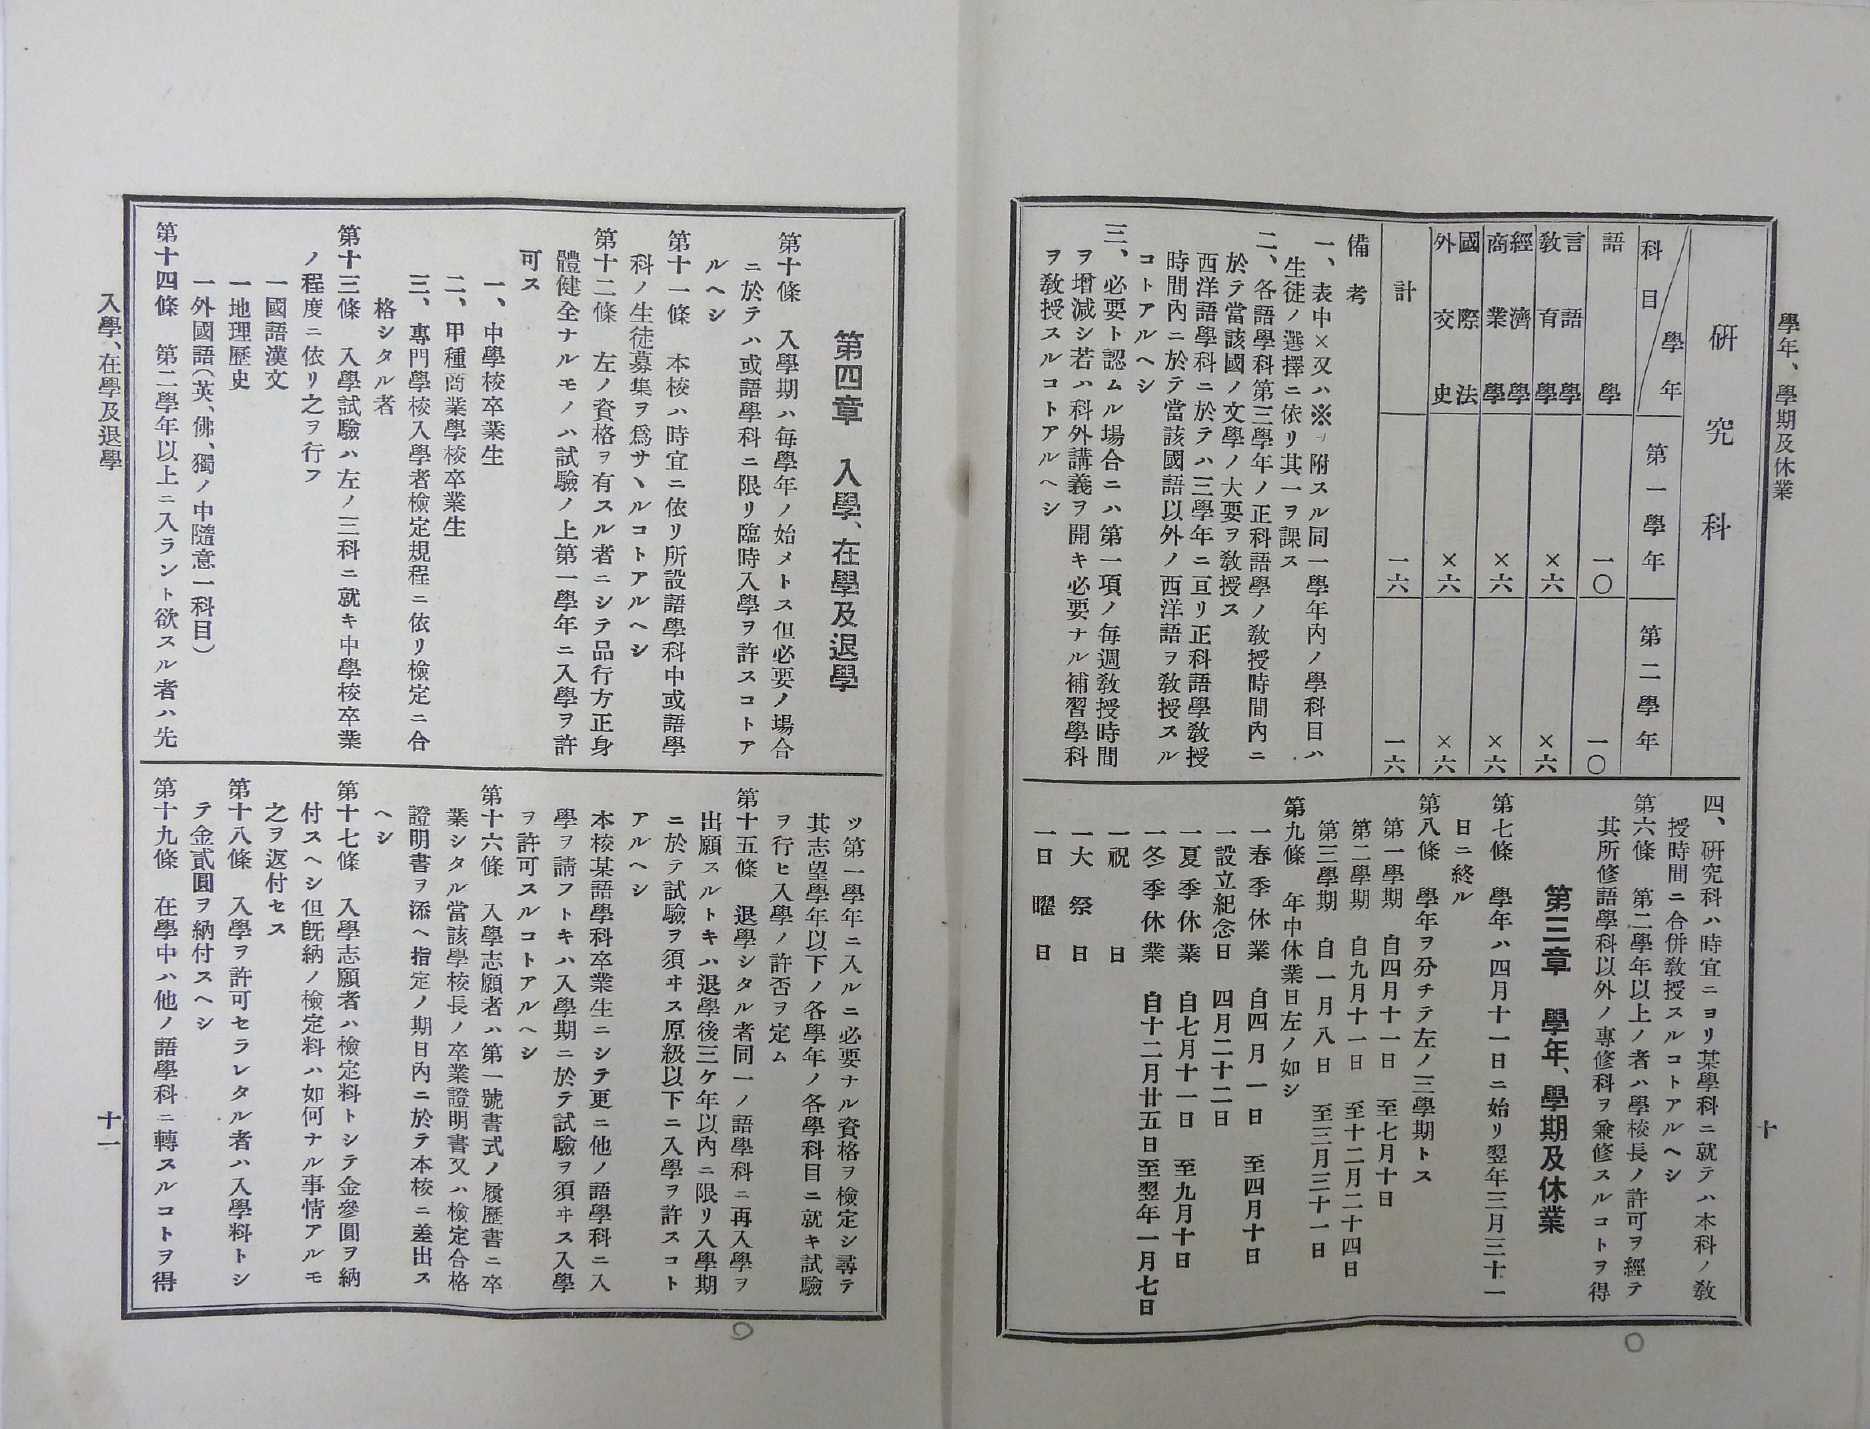 學年、學期及休業
十
研究科
科目 學年 第一學年 第二學年
語學 一〇 一〇
言語學 敎育學 ×六 ×六
經濟學 商業學 ×六 ×六
國際法 外交史 ×六 ×六
計 一六 一六
備考
一、表中×又ハ※ヲ附スル同一學年內ノ學科目ハ
生徒ノ選擇ニ依リ其一ヲ課ス
二、各語學科第三學年ノ正科語學ノ敎授時間內ニ
於テ當該國ノ文學ノ大要ヲ敎授ス
西洋語學科ニ於テハ三學年ニ亘リ正科語學敎授
時間內ニ於テ當該國語以外ノ西洋語ヲ敎授スル
コトアルヘシ
三、必要ト認ムル場合ニハ第一項ノ每週敎授時間
ヲ增減シ若ハ科外講義ヲ開キ必要ナル補習學科
ヲ敎授スルコトアルヘシ
四、硏究科ハ時宜ニヨリ某學科ニ就テハ本科ノ敎
授時間ニ合併敎授スルコトアルヘシ
第六條 第二學年以上ノ者ハ學校長ノ許可ヲ經テ
其所修語學科以外ノ專修科ヲ兼修スルコトヲ得
第三章 學年、學期及休業
第七條 學年ハ四月十一日ニ始リ翌年三月三十一
日ニ終ル
第八條 學年ヲ分チテ左ノ三學期トス
第一學期 自四月十一日 至七月十日
第二學期 自九月十一日 至十二月二十四日
第三學期 自一月八日 至三月三十一日
第九條 年中休業日左ノ如シ
一春季休業 自四月一日 至四月十日
一設立紀念日 四月二十二日
一夏季休業 自七月十一日 至九月十日
一冬季休業 自十二月廿五日至翌年一月七日
一祝日
一大祭日
一日曜日
第四章 入學、在學及退學
第十條 入學期ハ每學年ノ始メトス但必要ノ場合
ニ於テハ或語學科ニ限リ臨時入學ヲ許スコトア
ルヘシ
第十一條 本校ハ時宜ニ依リ所設語學科中或語學
科ノ生徒募集ヲ爲サヽルコトアルヘシ
第十二條 左ノ資格ヲ有スル者ニシテ品行方正身
體健全ナルモノハ試驗ノ上第一學年ニ入學ヲ許
可ス
一、中學校卒業生
二、甲種商業學校卒業生
三、專門學校入學者檢定規程ニ依リ檢定ニ合
格シタル者
第十三條 入學試驗ハ左ノ三科ニ就キ中學校卒業
ノ程度ニ依リ之ヲ行フ
一國語漢文
一地理歷史
一外國語(英、佛、獨ノ中隨意一科目)
第十四條 第二學年以上ニ入ラント欲スル者ハ先
ツ第一學年ニ入ルニ必要ナル資格ヲ檢定シ尋テ
其志望學年以下ノ各學年ノ各學科目ニ就キ試驗
ヲ行ヒ入學ノ許否ヲ定ム
第十五條 退學シタル者同一ノ語學科ニ再入學ヲ
出願スルトキハ退學後三ケ年以內ニ限リ入學期
ニ於テ試驗ヲ須ヰス原級以下ニ入學ヲ許スコト
アルヘシ
本校某語學科卒業生ニシテ更ニ他ノ語學科ニ入
學ヲ請フトキハ入學期ニ於テ試驗ヲ須ヰス入學
ヲ許可スルコトアルヘシ
第十六條 入學志願者ハ第一號書式ノ履歷書ニ卒
業シタル當該學校長ノ卒業證明書又ハ檢定合格
證明書ヲ添ヘ指定ノ期日內ニ於テ本校ニ差出ス
ヘシ
第十七條 入學志願者ハ檢定料トシテ金參圓ヲ納
付スヘシ但旣納ノ檢定料ハ如何ナル事情アルモ
之ヲ返付セス
第十八條 入學ヲ許可セラレタル者ハ入學料トシ
テ金貳圓ヲ納付スヘシ
第十九條 在學中ハ他ノ語學科ニ轉スルコトヲ得
入學、在學及退學
十一